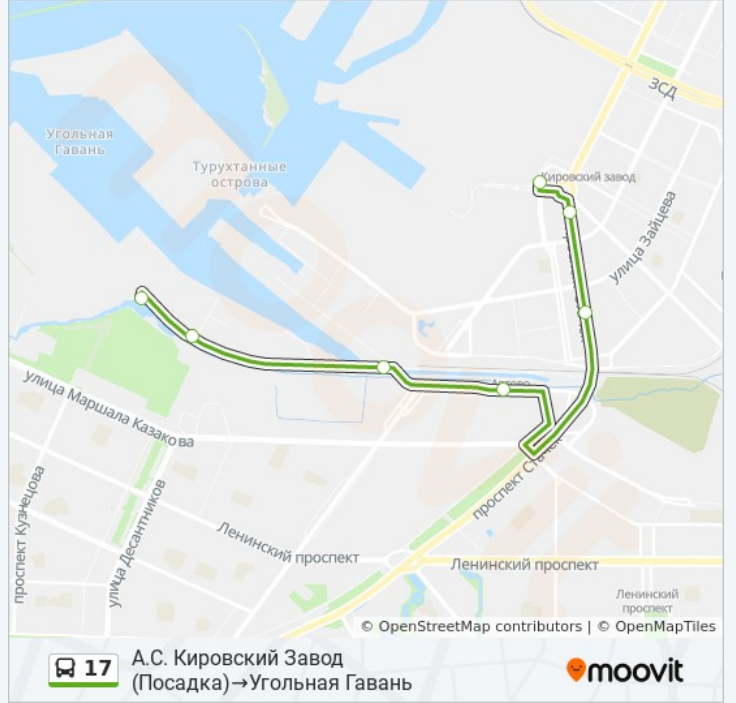 ЗСД
Угольная
Гавань
Турухтанные
острова
Кировский завод
улица Зайцева
улица Маршала Казакова
проспект Стачек
проспект Кузнецова
улица Десантников
Ленинский проспект
Ленинский проспект
Ленинский
проспект
© OpenStreetMap contributors | © OpenMapTiles
17
А.С. Кировский Завод
(Посадка)→Угольная Гавань
moovit